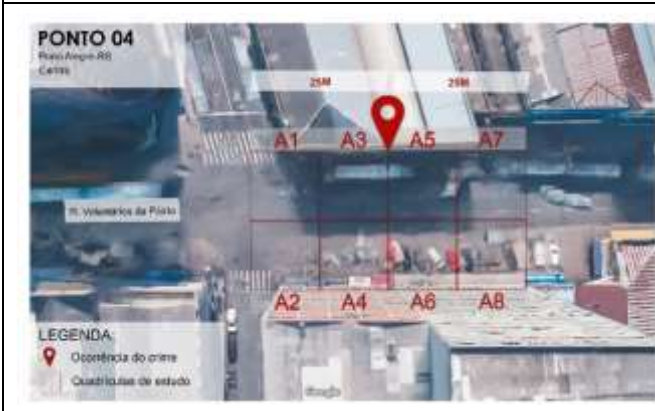 PONTO 04
Porto Alegre-RS
Centro
25M 25M
A1 A3 A5 A7
R. Voluntários da Pátria
A2 A4 A6 A8
LEGENDA:
Ocorrência do crime
Quadrículas de estudo
Google